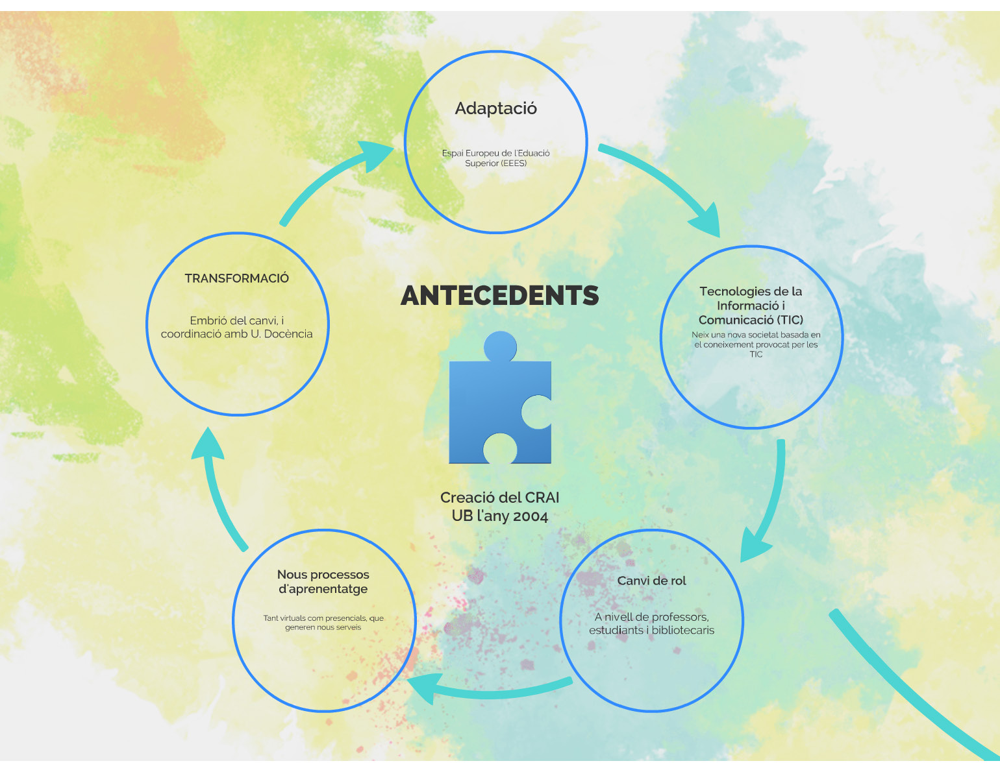 Adaptació
Espai Europeu de l'Eduació
Superior (EEES)
TRANSFORMACIÓ
Embrió del canvi, i
coordinació amb U. Docència
ANTECEDENTS
Tecnologies de la
Informació i
Comunicació (TIC)
Neix una nova societat basada en
el coneixement provocat per les
TIC
Creació del CRAI
UB l'any 2004
Nous processos
d'aprenentatge
Tant virtuals com presencials, que
generen nous serveis
Canvi de rol
A nivell de professors,
estudiants i bibliotecaris